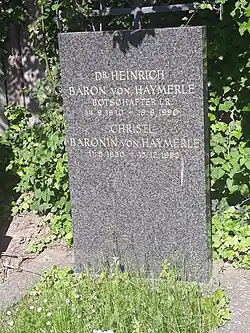 DR. HEINRICH
BARON VON HAYMERLE
BOTSCHAFTER I.R.
CHRISTL
BARONIN VON HAYMERLE